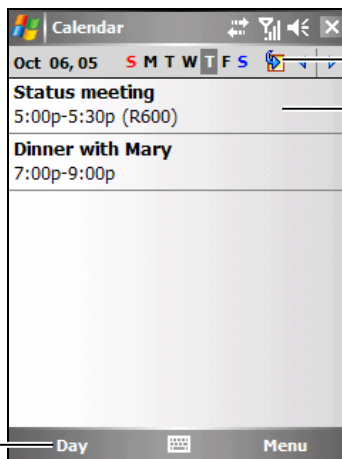 Calendar
Oct 06, 05 S M T W T F S
Status meeting
5:00p-5:30p (R600)
Dinner with Mary
7:00p-9:00p
Day Menu